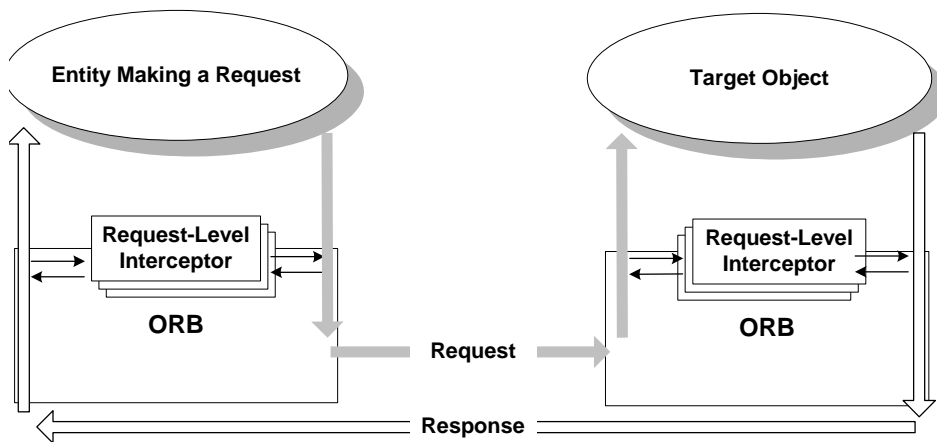 Entity Making a Request
Target Object
Request-Level
Interceptor
Request-Level
Interceptor
ORB
ORB
Request
Response